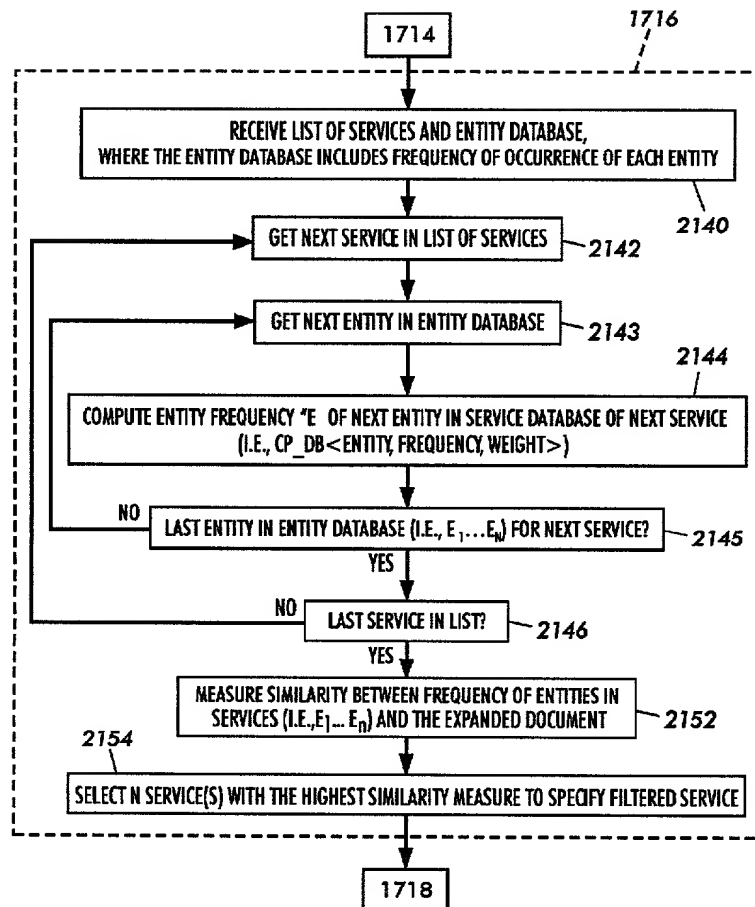 1714
1716
RECEIVE LIST OF SERVICES AND ENTITY DATABASE,
WHERE THE ENTITY DATABASE INCLUDES FREQUENCY OF OCCURRENCE OF EACH ENTITY
2140
GET NEXT SERVICE IN LIST OF SERVICES
2142
GET NEXT ENTITY IN ENTITY DATABASE
2143
2144
COMPUTE ENTITY FREQUENCY "E OF NEXT ENTITY IN SERVICE DATABASE OF NEXT SERVICE
(I.E., CP_DB<ENTITY, FREQUENCY, WEIGHT>)
NO
LAST ENTITY IN ENTITY DATABASE (I.E., E1...EN) FOR NEXT SERVICE?
2145
YES
NO
LAST SERVICE IN LIST?
2146
YES
MEASURE SIMILARITY BETWEEN FREQUENCY OF ENTITIES IN
SERVICES (I.E.,E1... En) AND THE EXPANDED DOCUMENT
2152
2154
SELECT N SERVICE(S) WITH THE HIGHEST SIMILARITY MEASURE TO SPECIFY FILTERED SERVICE
1718